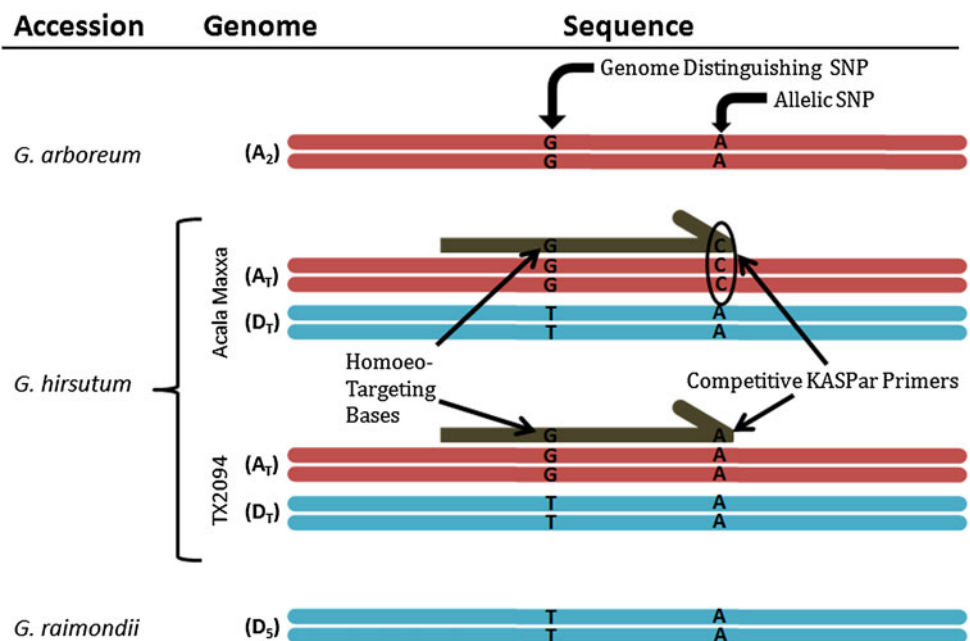 Accession Genome Sequence
Genome Distinguishing SNP
Allelic SNP
G. arboreum (A2) G A
G A
G. hirsutum
Acala Maxxa
G C
(AT) G C
G C
(DT) T A
T A
Homoeo-
Targeting
Bases
Competitive KASPar Primers
TX2094
G A
(AT) G A
G A
(DT) T A
T A
G. raimondii (D5) T A
T A